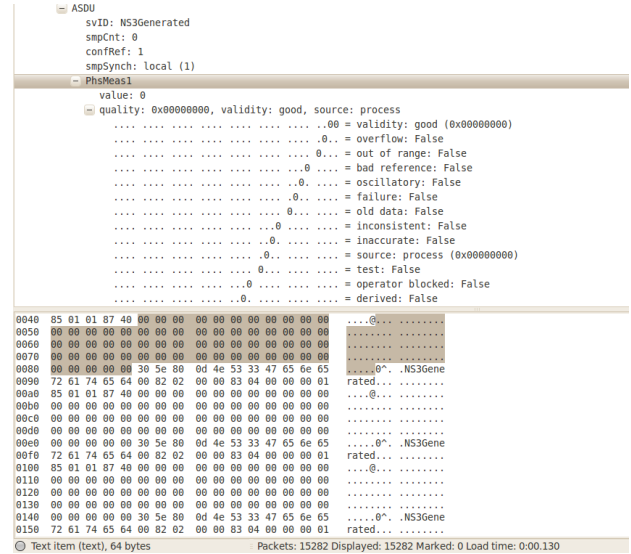 ASDU
svID: NS3Generated
smpCnt: 0
confRef: 1
smpSynch: local (1)
PhsMeas1
value: 0
quality: 0x00000000, validity: good, source: process
.... .... .... .... .... .... .... ..00 = validity: good (0x00000000)
.... .... .... .... .... .... .... .0.. = overflow: False
.... .... .... .... .... .... .... 0... = out of range: False
.... .... .... .... .... .... ...0 .... = bad reference: False
.... .... .... .... .... .... ..0. .... = oscillatory: False
.... .... .... .... .... .... .0.. .... = failure: False
.... .... .... .... .... .... 0... .... = old data: False
.... .... .... .... .... ...0 .... .... = inconsistent: False
.... .... .... .... .... ..0. .... .... = inaccurate: False
.... .... .... .... .... .0.. .... .... = source: process (0x00000000)
.... .... .... .... .... 0... .... .... = test: False
.... .... .... .... ...0 .... .... .... = operator blocked: False
.... .... .... .... ..0. .... .... .... = derived: False
0040 85 01 01 87 40 00 00 00 00 00 00 00 00 00 00 00 ....@... ........
0050 00 00 00 00 00 00 00 00 00 00 00 00 00 00 00 00 ........ ........
0060 00 00 00 00 00 00 00 00 00 00 00 00 00 00 00 00 ........ ........
0070 00 00 00 00 00 00 00 00 00 00 00 00 00 00 00 00 ........ ........
0080 00 00 00 00 00 30 5e 80 0d 4e 53 33 47 65 6e 65 .....0^. .NS3Gene
0090 72 61 74 65 64 00 82 02 00 00 83 04 00 00 00 01 rated... ........
00a0 85 01 01 87 40 00 00 00 00 00 00 00 00 00 00 00 ....@... ........
00b0 00 00 00 00 00 00 00 00 00 00 00 00 00 00 00 00 ........ ........
00c0 00 00 00 00 00 00 00 00 00 00 00 00 00 00 00 00 ........ ........
00d0 00 00 00 00 00 00 00 00 00 00 00 00 00 00 00 00 ........ ........
00e0 00 00 00 00 00 30 5e 80 0d 4e 53 33 47 65 6e 65 .....0^. .NS3Gene
00f0 72 61 74 65 64 00 82 02 00 00 83 04 00 00 00 01 rated... ........
0100 85 01 01 87 40 00 00 00 00 00 00 00 00 00 00 00 ....@... ........
0110 00 00 00 00 00 00 00 00 00 00 00 00 00 00 00 00 ........ ........
0120 00 00 00 00 00 00 00 00 00 00 00 00 00 00 00 00 ........ ........
0130 00 00 00 00 00 00 00 00 00 00 00 00 00 00 00 00 ........ ........
0140 00 00 00 00 00 30 5e 80 0d 4e 53 33 47 65 6e 65 .....0^. .NS3Gene
0150 72 61 74 65 64 00 82 02 00 00 83 04 00 00 00 01 rated... ........
Text item (text), 64 bytes Packets: 15282 Displayed: 15282 Marked: 0 Load time: 0:00.130